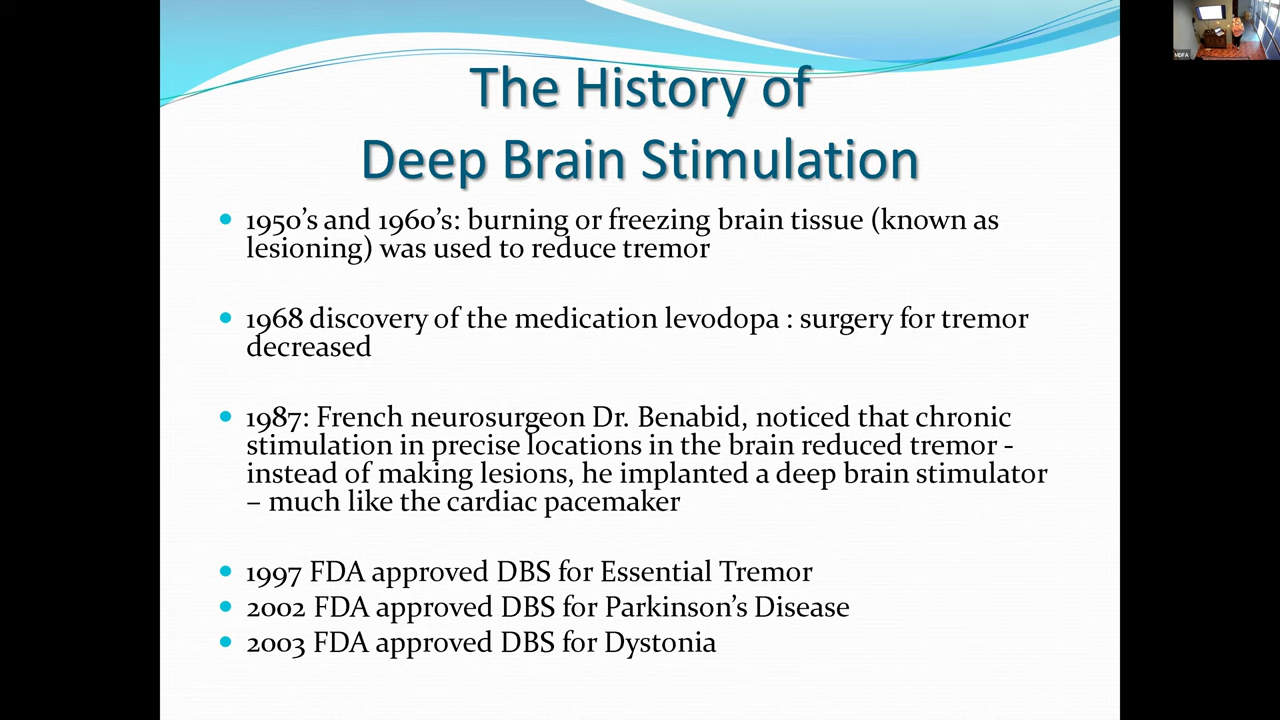 The History of
Deep Brain Stimulation
• 1950's and 1960's: burning or freezing brain tissue (known as
lesioning) was used to reduce tremor
• 1968 discovery of the medication levodopa : surgery for tremor
decreased
• 1987: French neurosurgeon Dr. Benabid, noticed that chronic
stimulation in precise locations in the brain reduced tremor -
instead of making lesions, he implanted a deep brain stimulator
– much like the cardiac pacemaker
• 1997 FDA approved DBS for Essential Tremor
• 2002 FDA approved DBS for Parkinson's Disease
• 2003 FDA approved DBS for Dystonia